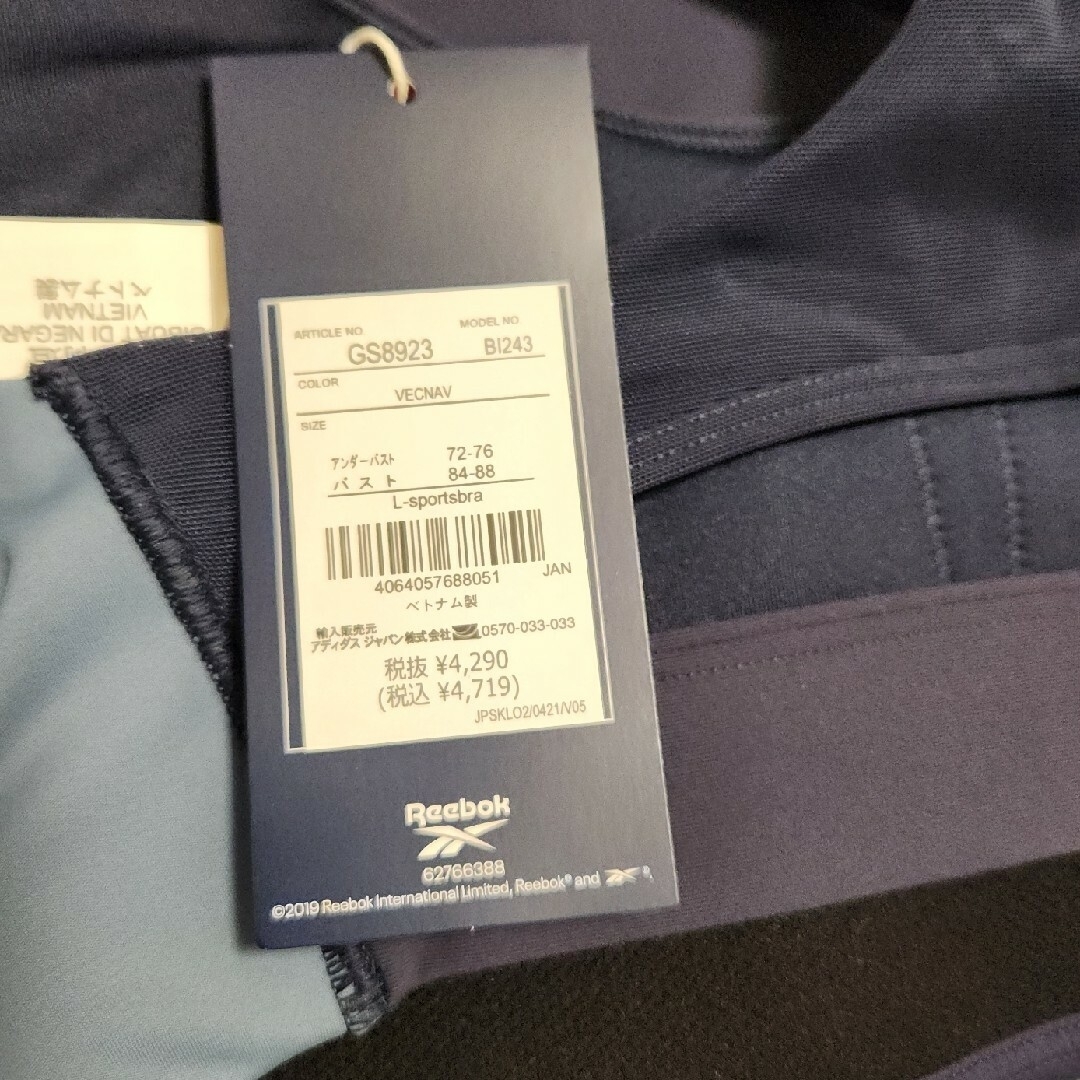 ARTICLE NO MODEL NO
GS8923 BI243
COLOR
VECNAV
SIZE
アンダーバスト 72-76
バスト 84-88
L-sportsbra
4064057688051 JAN
ベトナム製
輸入販売元
アディダス ジャパン株式会社 0570-033-033
税抜 ¥4,290
(税込 ¥4,719)
JPSKLO2/0421/V05
Reebok
62766388
©2019 Reebok International Limited, Reebok® and ®.
ベトナム製
VIETNAM
DI NEGAR